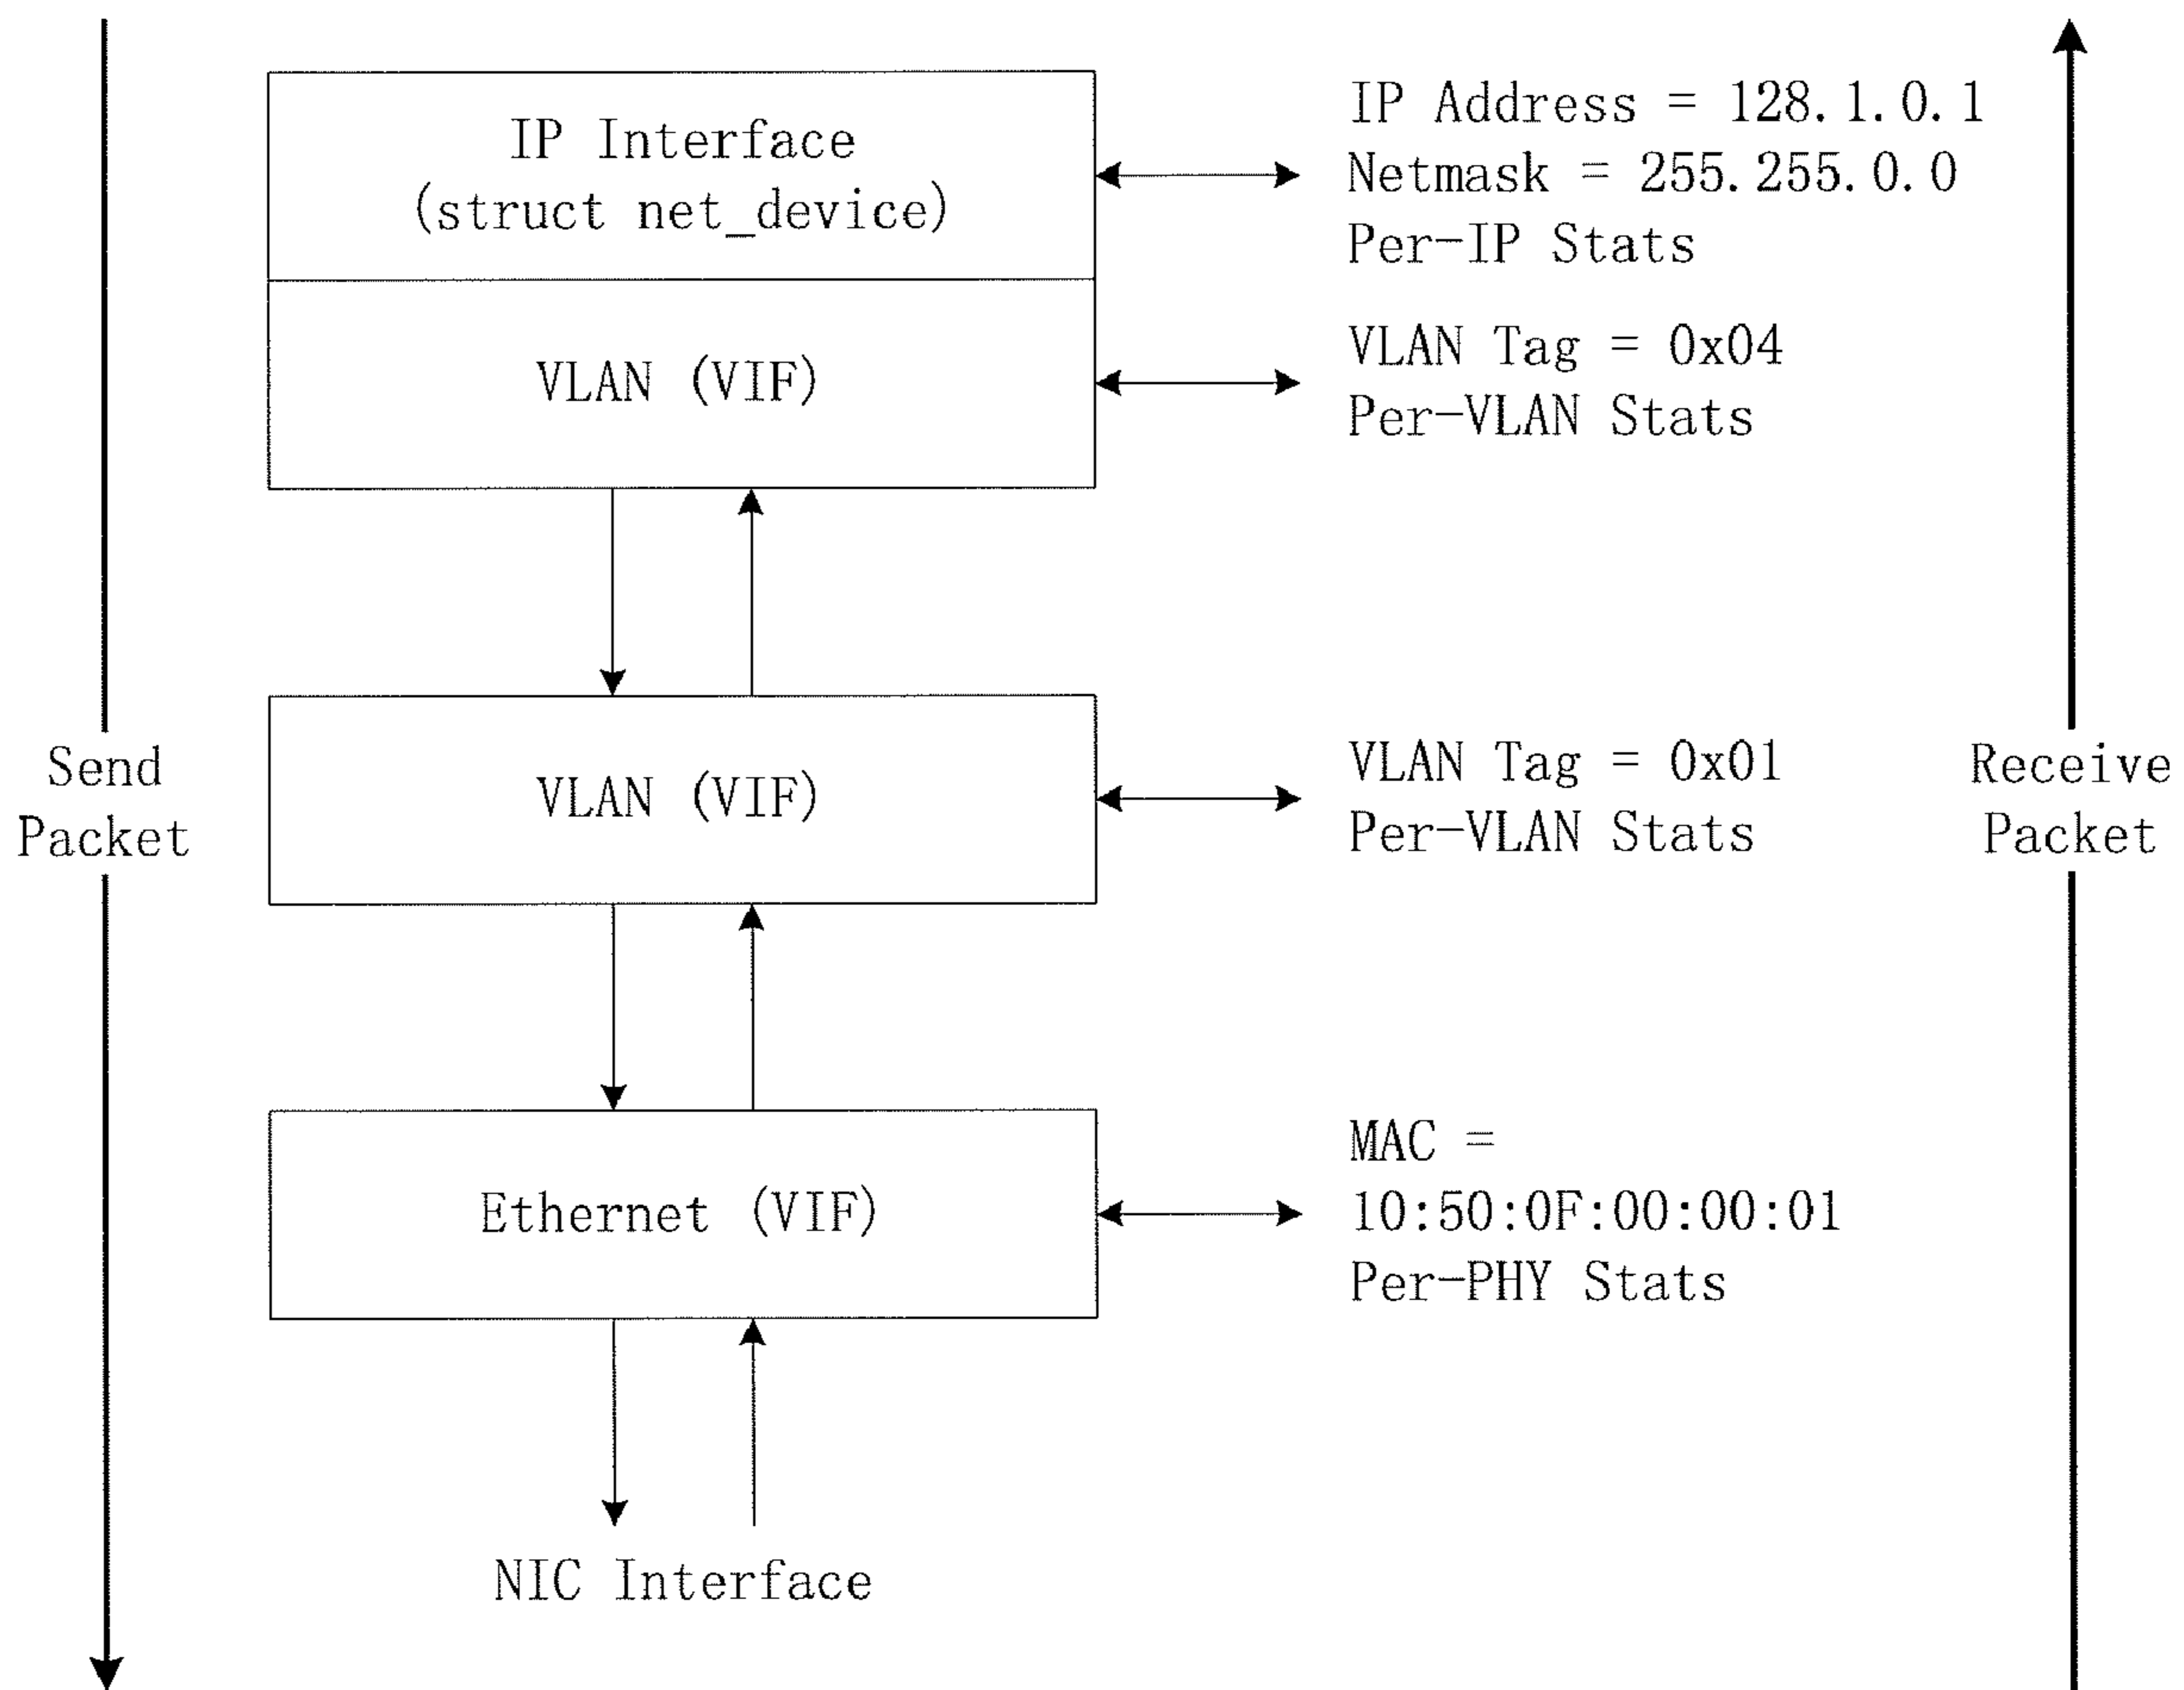 IP Interface
(struct net_device)
IP Address = 128.1.0.1
Netmask = 255.255.0.0
Per-IP Stats
VLAN (VIF)
VLAN Tag = 0x04
Per-VLAN Stats
Send
Packet
VLAN (VIF)
VLAN Tag = 0x01
Per-VLAN Stats
Receive
Packet
Ethernet (VIF)
MAC =
10:50:0F:00:00:01
Per-PHY Stats
NIC Interface